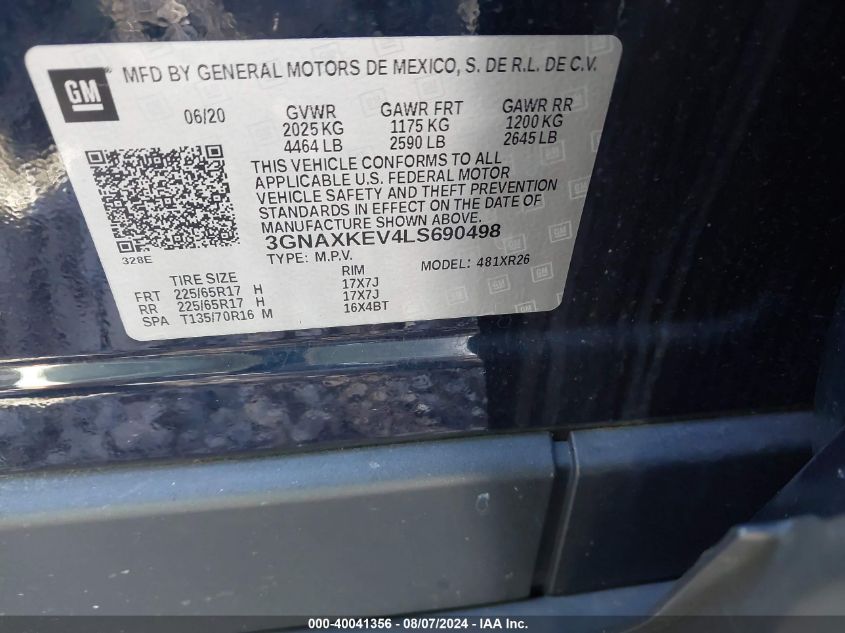 GM
MFD BY GENERAL MOTORS DE MEXICO, S. DE R.L. DE C.V.
06/20 GVWR GAWR FRT GAWR RR
2025 KG 1175 KG 1200 KG
4464 LB 2590 LB 2645 LB
THIS VEHICLE CONFORMS TO ALL
APPLICABLE U.S. FEDERAL MOTOR
VEHICLE SAFETY AND THEFT PREVENTION
STANDARDS IN EFFECT ON THE DATE OF
MANUFACTURE SHOWN ABOVE.
3GNAXKEV4LS690498
328E
TYPE: M.P.V. MODEL: 481XR26
TIRE SIZE RIM
FRT 225/65R17 H 17X7J
RR 225/65R17 H 17X7J
SPA T135/70R16 M 16X4BT
000-40041356 - 08/07/2024 - IAAI.com